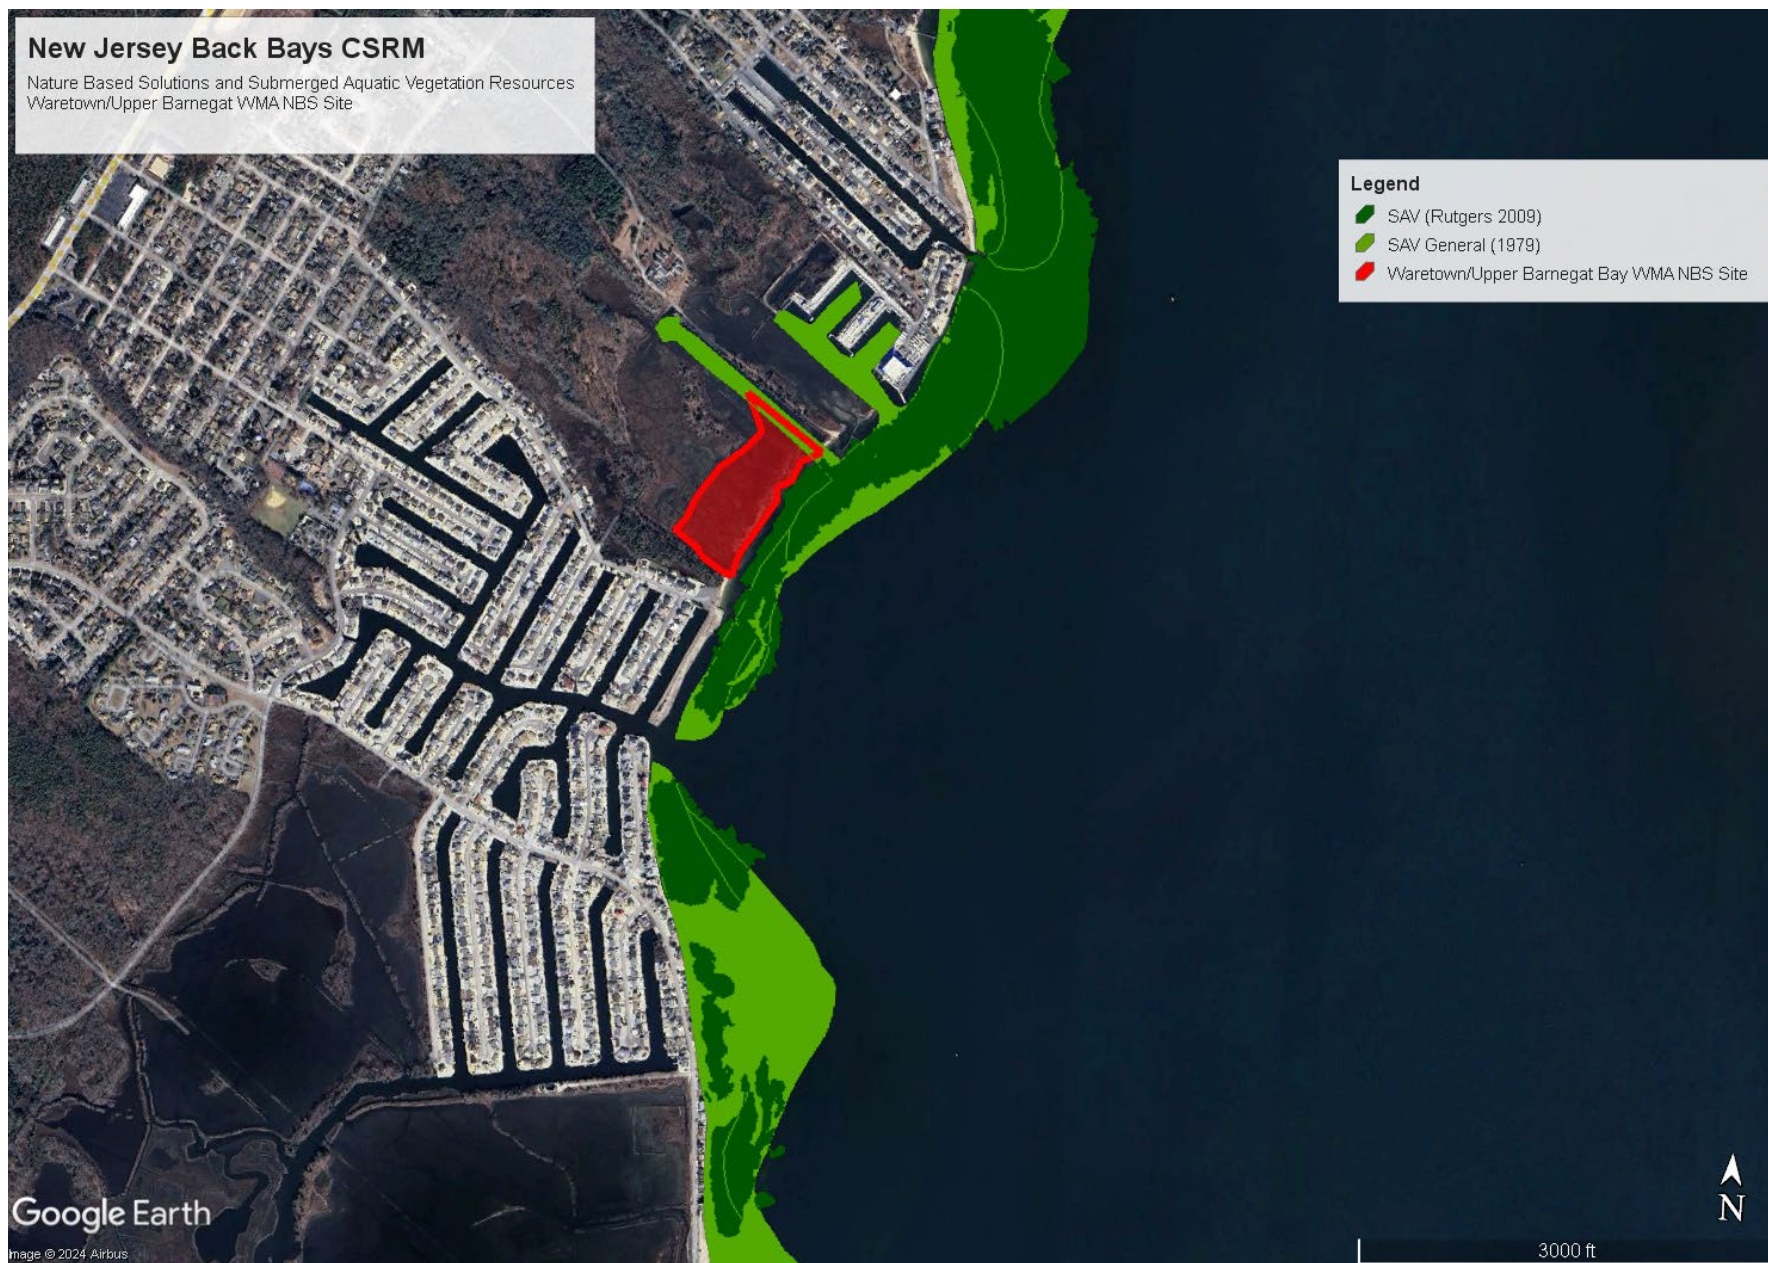 New Jersey Back Bays CSRM
Nature Based Solutions and Submerged Aquatic Vegetation Resources
Waretown/Upper Barnegat WMA NBS Site
Legend
SAV (Rutgers 2009)
SAV General (1979)
Waretown/Upper Barnegat Bay WMA NBS Site
N
Google Earth
Image © 2024 Airbus
3000 ft